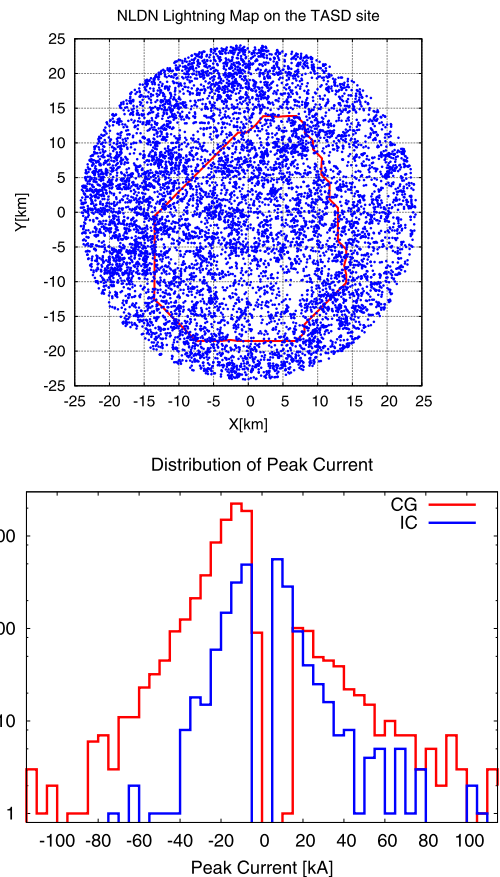 NLDN Lightning Map on the TASD site
25
20
15
10
5
0
-5
-10
-15
-20
-25
Y[km]
-25 -20 -15 -10 -5 0 5 10 15 20 25
X[km]
Distribution of Peak Current
CG
IC
00
00
10
1
-100 -80 -60 -40 -20 0 20 40 60 80 100
Peak Current [kA]